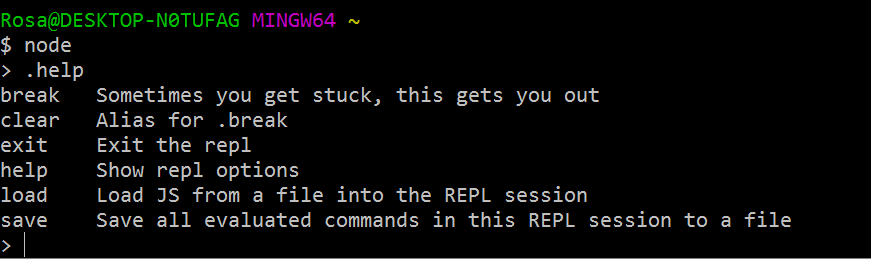 Rosa@DESKTOP-N0TUFAG MINGW64 ~
$ node
> .help
break   Sometimes you get stuck, this gets you out
clear   Alias for .break
exit    Exit the repl
help    Show repl options
load    Load JS from a file into the REPL session
save    Save all evaluated commands in this REPL session to a file
>